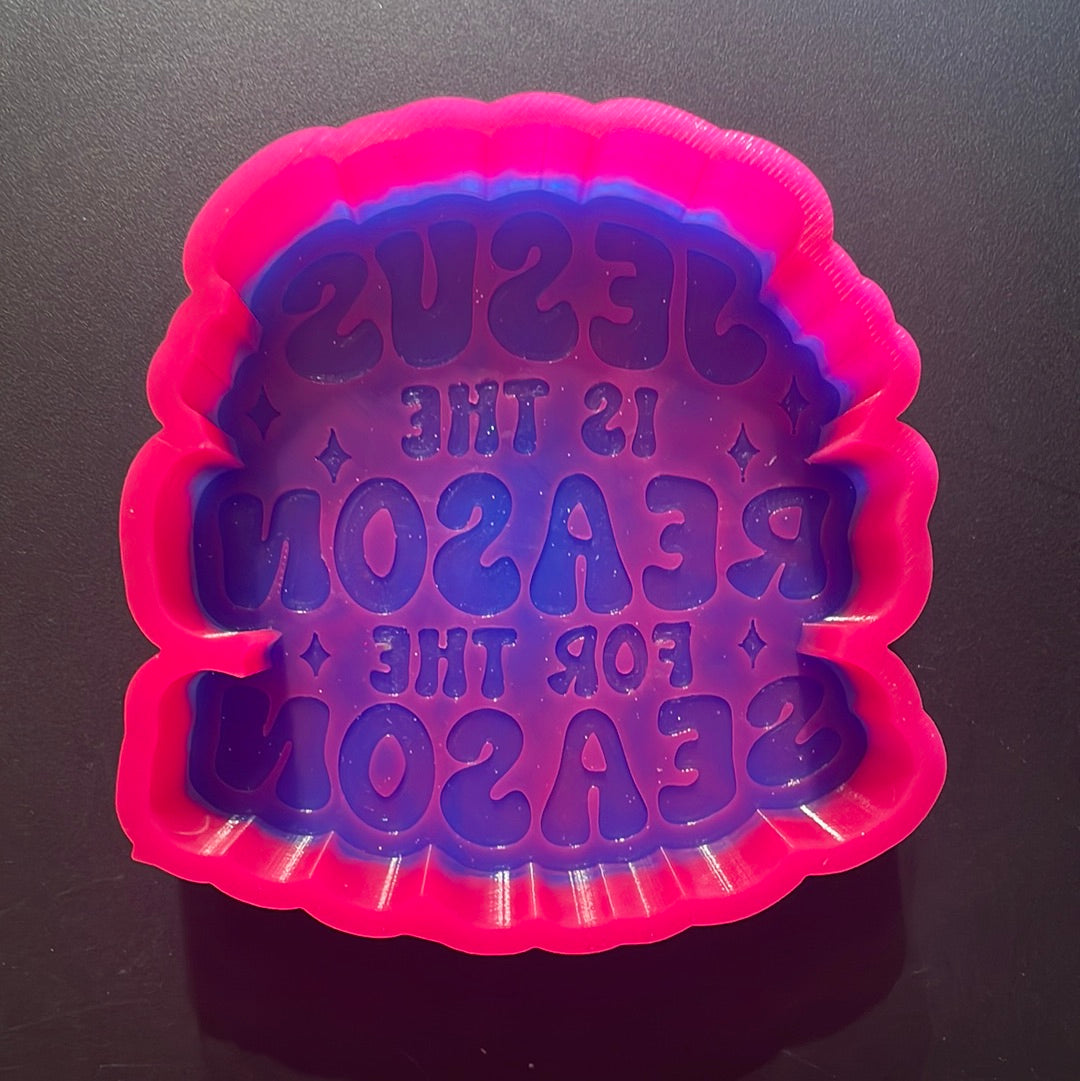 JESUS
IS THE
REASON
FOR THE
SEASON